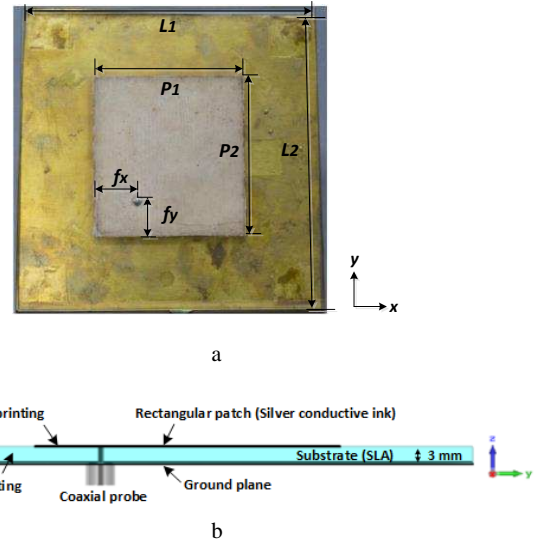 L1
P1
P2
L2
fx
fy
y
x
a
printing
Rectangular patch (Silver conductive ink)
Substrate (SLA)
3 mm
z
y
Ground plane
Coaxial probe
b